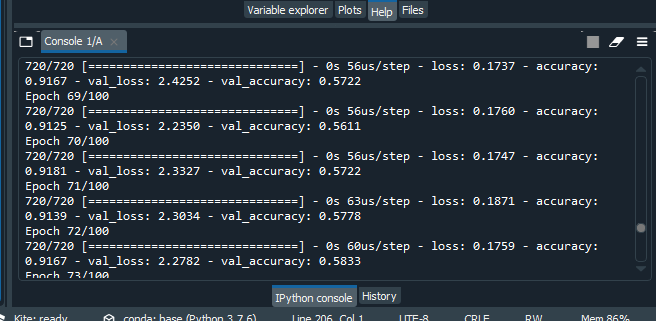 Variable explorer Plots Help Files
Console 1/A ×
720/720 [==============================] - 0s 56us/step - loss: 0.1737 - accuracy:
0.9167 - val_loss: 2.4252 - val_accuracy: 0.5722
Epoch 69/100
720/720 [==============================] - 0s 56us/step - loss: 0.1760 - accuracy:
0.9125 - val_loss: 2.2350 - val_accuracy: 0.5611
Epoch 70/100
720/720 [==============================] - 0s 56us/step - loss: 0.1747 - accuracy:
0.9181 - val_loss: 2.3327 - val_accuracy: 0.5722
Epoch 71/100
720/720 [==============================] - 0s 63us/step - loss: 0.1871 - accuracy:
0.9139 - val_loss: 2.3034 - val_accuracy: 0.5778
Epoch 72/100
720/720 [==============================] - 0s 60us/step - loss: 0.1759 - accuracy:
0.9167 - val_loss: 2.2782 - val_accuracy: 0.5833
Epoch 73/100
IPython console History
Kite: ready conda: base (Python 3.7.6) Line 206, Col 1 UTF-8 CRLF RW Mem 86%